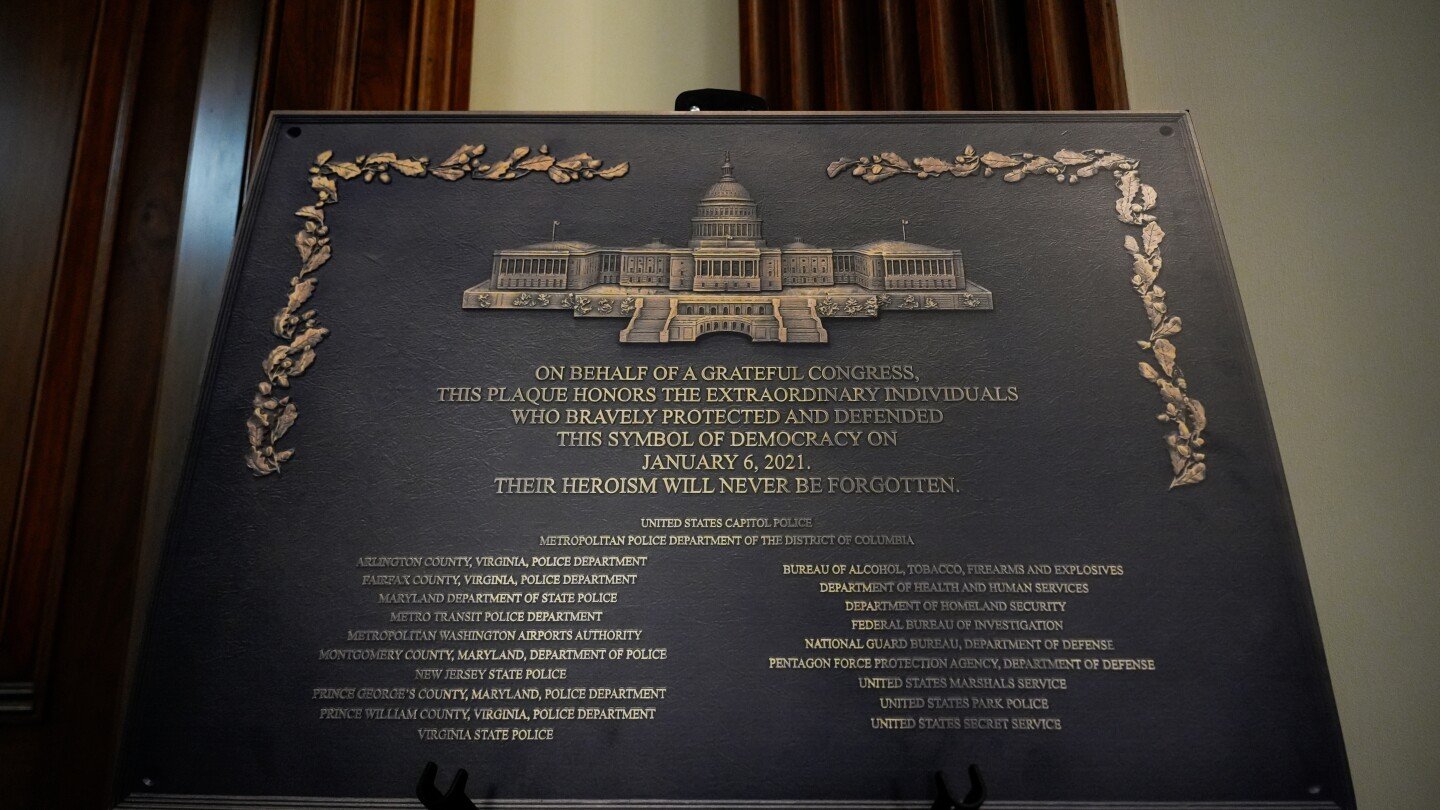 ON BEHALF OF A GRATEFUL CONGRESS,
THIS PLAQUE HONORS THE EXTRAORDINARY INDIVIDUALS
WHO BRAVELY PROTECTED AND DEFENDED
THIS SYMBOL OF DEMOCRACY ON
JANUARY 6, 2021.
THEIR HEROISM WILL NEVER BE FORGOTTEN.
UNITED STATES CAPITOL POLICE
METROPOLITAN POLICE DEPARTMENT OF THE DISTRICT OF COLUMBIA
ARLINGTON COUNTY, VIRGINIA, POLICE DEPARTMENT
FAIRFAX COUNTY, VIRGINIA, POLICE DEPARTMENT
MARYLAND DEPARTMENT OF STATE POLICE
METRO TRANSIT POLICE DEPARTMENT
METROPOLITAN WASHINGTON AIRPORTS AUTHORITY
MONTGOMERY COUNTY, MARYLAND, DEPARTMENT OF POLICE
NEW JERSEY STATE POLICE
PRINCE GEORGE'S COUNTY, MARYLAND, POLICE DEPARTMENT
PRINCE WILLIAM COUNTY, VIRGINIA, POLICE DEPARTMENT
VIRGINIA STATE POLICE
BUREAU OF ALCOHOL, TOBACCO, FIREARMS AND EXPLOSIVES
DEPARTMENT OF HEALTH AND HUMAN SERVICES
DEPARTMENT OF HOMELAND SECURITY
FEDERAL BUREAU OF INVESTIGATION
NATIONAL GUARD BUREAU, DEPARTMENT OF DEFENSE
PENTAGON FORCE PROTECTION AGENCY, DEPARTMENT OF DEFENSE
UNITED STATES MARSHALS SERVICE
UNITED STATES PARK POLICE
UNITED STATES SECRET SERVICE